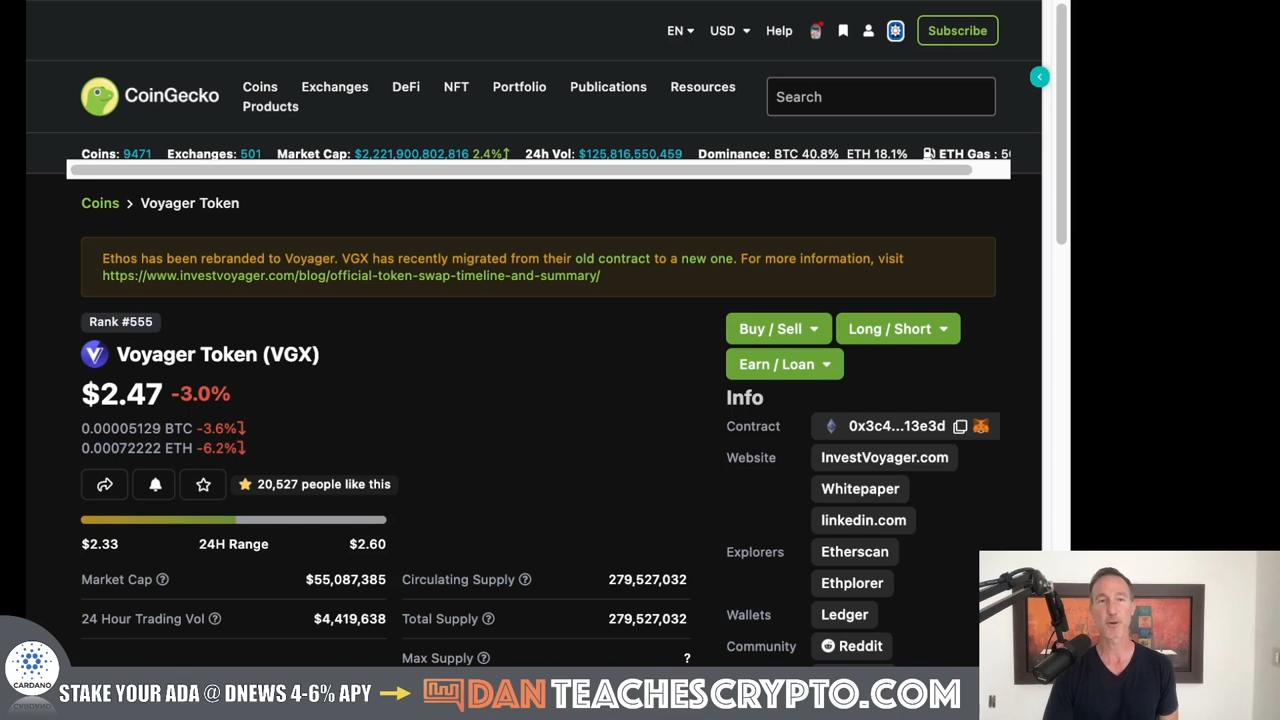 EN USD Help Subscribe
CoinGecko Coins Exchanges DeFi NFT Portfolio Publications Resources
Products
Search
Coins: 9471 Exchanges: 501 Market Cap: $2,221,900,802,816 2.4% 24h Vol: $125,816,550,459 Dominance: BTC 40.8% ETH 18.1% ETH Gas :
Coins > Voyager Token
Ethos has been rebranded to Voyager. VGX has recently migrated from their old contract to a new one. For more information, visit
https://www.investvoyager.com/blog/official-token-swap-timeline-and-summary/
Rank #555
Voyager Token (VGX)
$2.47 -3.0%
0.00005129 BTC -3.6%
0.00072222 ETH -6.2%
20,527 people like this
$2.33 24H Range $2.60
Market Cap ? $55,087,385
24 Hour Trading Vol ? $4,419,638
Circulating Supply ? 279,527,032
Total Supply ? 279,527,032
Max Supply ? ?
Buy / Sell Long / Short
Earn / Loan
Info
Contract 0x3c4...13e3d
Website InvestVoyager.com
Whitepaper
linkedin.com
Explorers Etherscan
Ethplorer
Wallets Ledger
Community Reddit
CARDANO
STAKE YOUR ADA @ DNEWS 4-6% APY DANTEACHESCRYPTO.COM